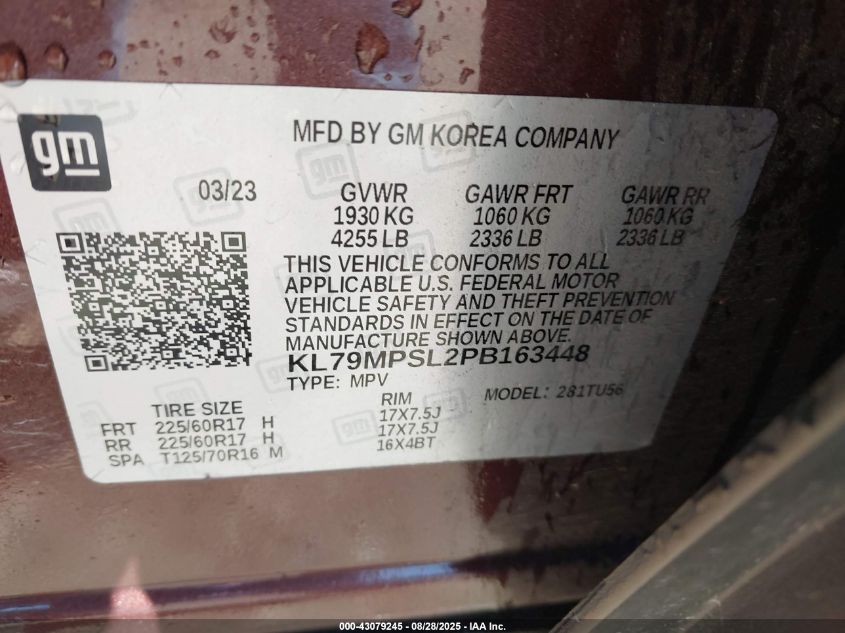 gm
MFD BY GM KOREA COMPANY
03/23
GVWR GAWR FRT GAWR RR
1930 KG 1060 KG 1060 KG
4255 LB 2336 LB 2336 LB
THIS VEHICLE CONFORMS TO ALL
APPLICABLE U.S. FEDERAL MOTOR
VEHICLE SAFETY AND THEFT PREVENTION
STANDARDS IN EFFECT ON THE DATE OF
MANUFACTURE SHOWN ABOVE.
KL79MPSL2PB163448
TYPE: MPV MODEL: 281TU56
TIRE SIZE RIM
FRT 225/60R17 H 17X7.5J
RR 225/60R17 H 17X7.5J
SPA T125/70R16 M 16X4BT
000-43079245 - 08/28/2025 - IAA Inc.